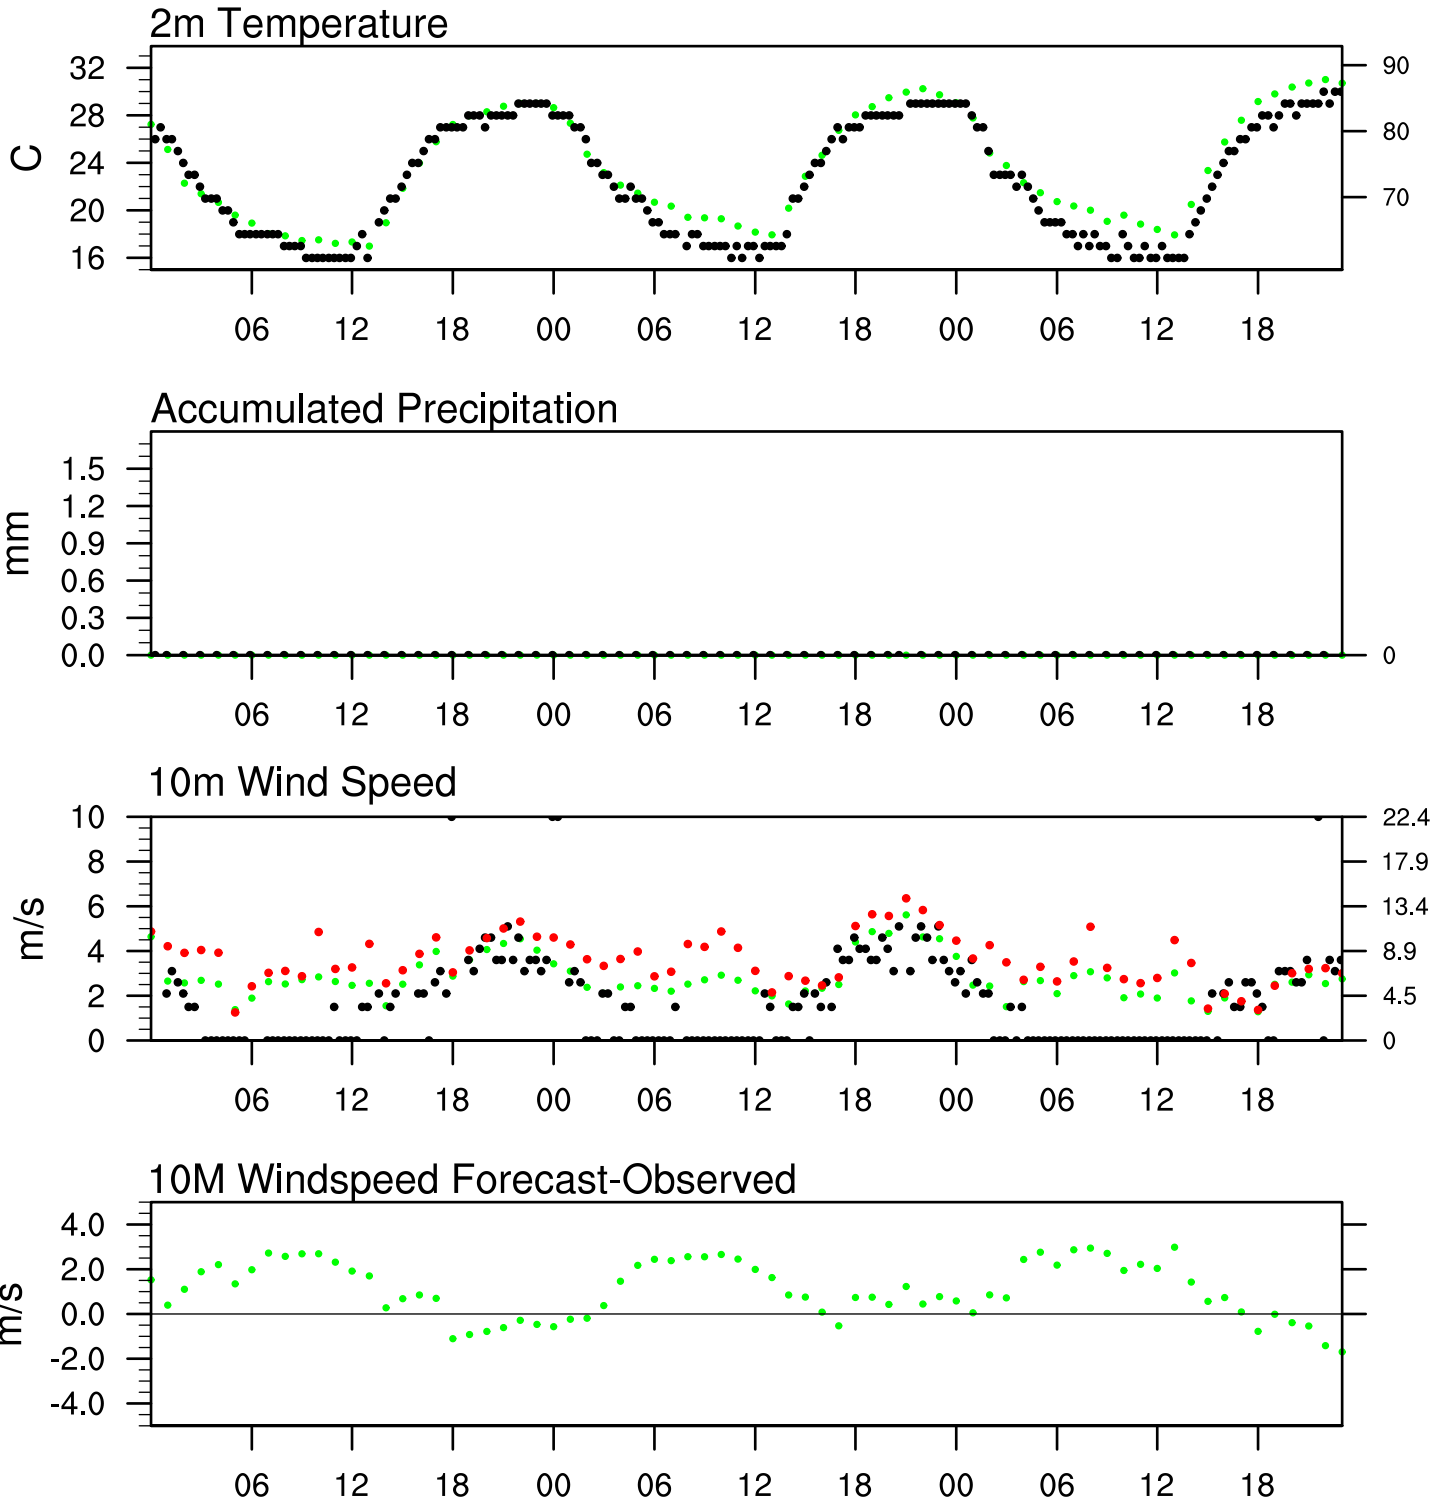 2m Temperature
32
28
24
20
16
C
90
80
70
06 12 18 00 06 12 18 00 06 12 18
Accumulated Precipitation
1.5
1.2
0.9
0.6
0.3
0.0
mm
0
06 12 18 00 06 12 18 00 06 12 18
10m Wind Speed
10
8
6
4
2
0
m/s
22.4
17.9
13.4
8.9
4.5
0
06 12 18 00 06 12 18 00 06 12 18
10M Windspeed Forecast-Observed
4.0
2.0
0.0
-2.0
-4.0
m/s
06 12 18 00 06 12 18 00 06 12 18